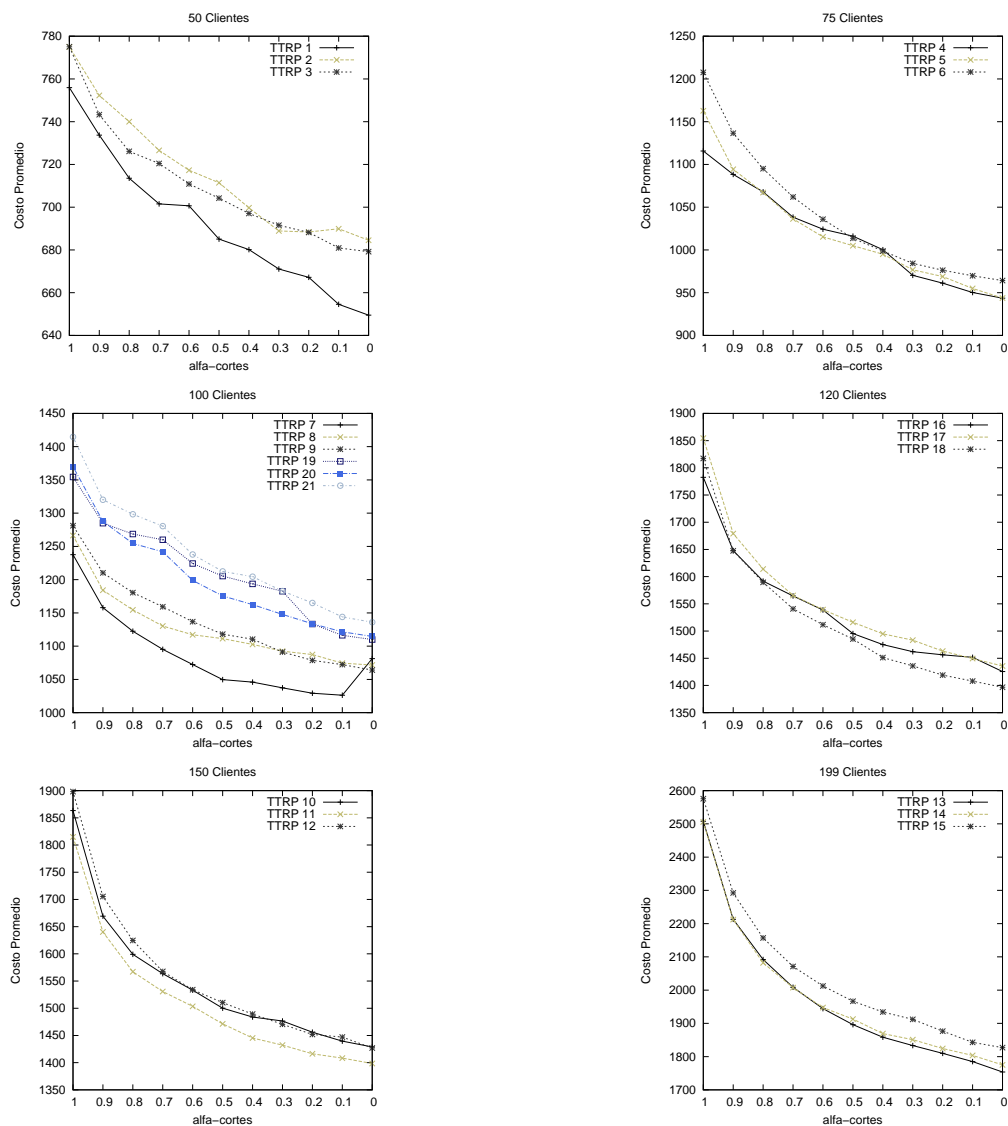 50 Clientes
780
760
740
720
700
680
660
640
1 0.9 0.8 0.7 0.6 0.5 0.4 0.3 0.2 0.1 0
Costo Promedio
alfa−cortes
TTRP 1
TTRP 2
TTRP 3
75 Clientes
1250
1200
1150
1100
1050
1000
950
900
1 0.9 0.8 0.7 0.6 0.5 0.4 0.3 0.2 0.1 0
Costo Promedio
alfa−cortes
TTRP 4
TTRP 5
TTRP 6
100 Clientes
1450
1400
1350
1300
1250
1200
1150
1100
1050
1000
1 0.9 0.8 0.7 0.6 0.5 0.4 0.3 0.2 0.1 0
Costo Promedio
alfa−cortes
TTRP 7
TTRP 8
TTRP 9
TTRP 19
TTRP 20
TTRP 21
120 Clientes
1900
1850
1800
1750
1700
1650
1600
1550
1500
1450
1400
1350
1 0.9 0.8 0.7 0.6 0.5 0.4 0.3 0.2 0.1 0
Costo Promedio
alfa−cortes
TTRP 16
TTRP 17
TTRP 18
150 Clientes
1900
1850
1800
1750
1700
1650
1600
1550
1500
1450
1400
1350
1 0.9 0.8 0.7 0.6 0.5 0.4 0.3 0.2 0.1 0
Costo Promedio
alfa−cortes
TTRP 10
TTRP 11
TTRP 12
199 Clientes
2600
2500
2400
2300
2200
2100
2000
1900
1800
1700
1 0.9 0.8 0.7 0.6 0.5 0.4 0.3 0.2 0.1 0
Costo Promedio
alfa−cortes
TTRP 13
TTRP 14
TTRP 15